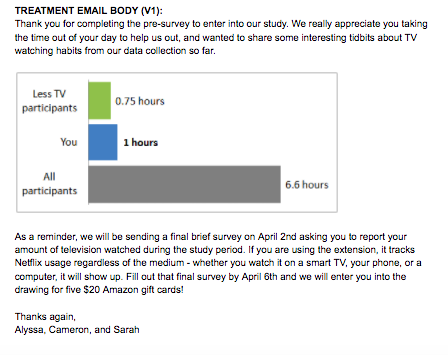 TREATMENT EMAIL BODY (V1):
Thank you for completing the pre-survey to enter into our study. We really appreciate you taking
the time out of your day to help us out, and wanted to share some interesting tidbits about TV
watching habits from our data collection so far.
Less TV
participants
0.75 hours
You
1 hours
All
participants
6.6 hours
As a reminder, we will be sending a final brief survey on April 2nd asking you to report your
amount of television watched during the study period. If you are using the extension, it tracks
Netflix usage regardless of the medium - whether you watch it on a smart TV, your phone, or a
computer, it will show up. Fill out that final survey by April 6th and we will enter you into the
drawing for five $20 Amazon gift cards!
Thanks again,
Alyssa, Cameron, and Sarah